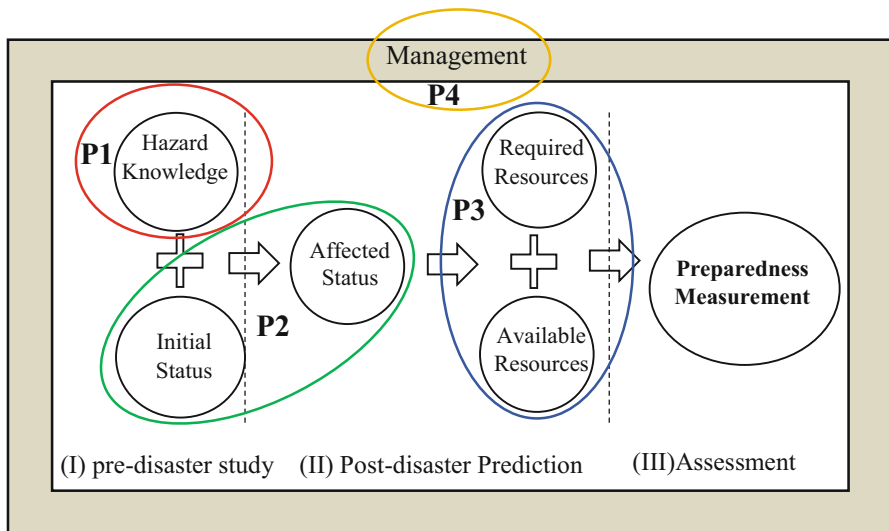 Management
P4
P1
Hazard
Knowledge
Required
Resources
P3
Affected
Status
Preparedness
Measurement
P2
Initial
Status
Available
Resources
(I) pre-disaster study
(II) Post-disaster Prediction
(III)Assessment